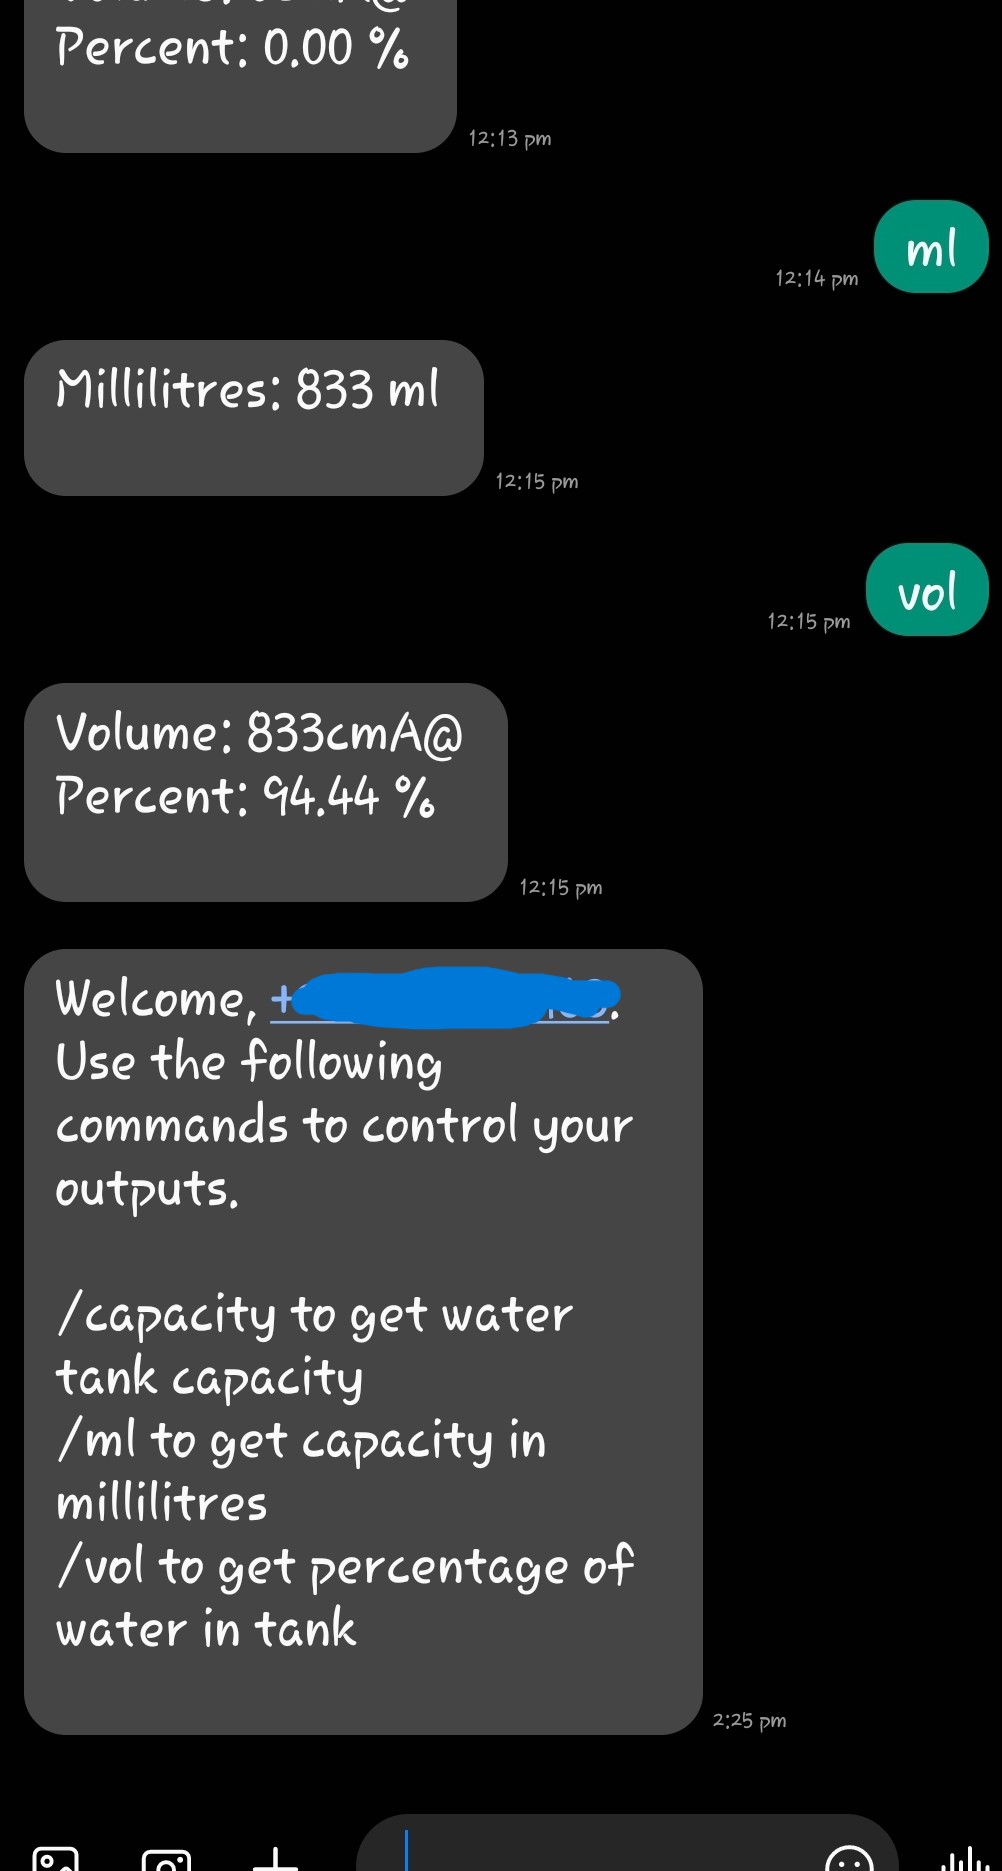 Percent: 0.00 %
12:13 pm
ml
12:14 pm
Millilitres: 833 ml
12:15 pm
vol
12:15 pm
Volume: 833cmA@
Percent: 94.44 %
12:15 pm
Welcome, +
Use the following
commands to control your
outputs.
/capacity to get water
tank capacity
/ml to get capacity in
millilitres
/vol to get percentage of
water in tank
2:25 pm